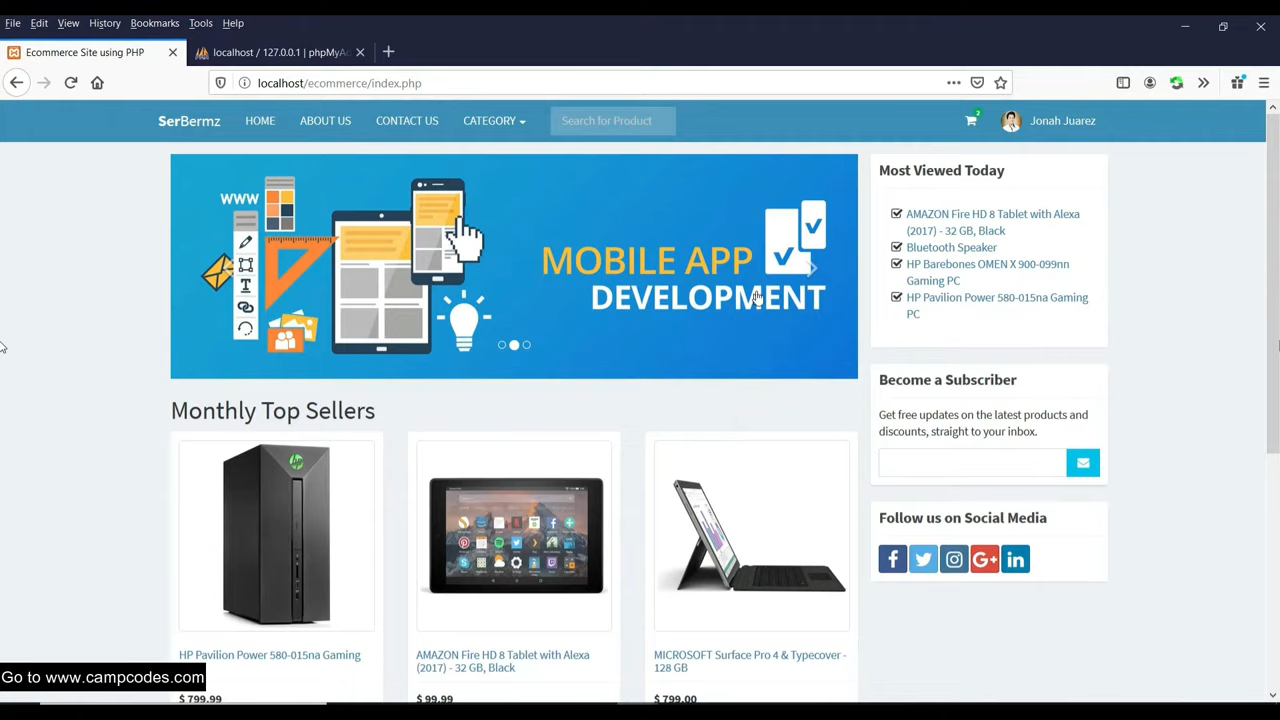 File Edit View History Bookmarks Tools Help
Ecommerce Site using PHP
localhost / 127.0.0.1 | phpMyAd
localhost/ecommerce/index.php
SerBermz HOME ABOUT US CONTACT US CATEGORY Search for Product 2 Jonah Juarez
WWW
T
MOBILE APP
DEVELOPMENT
Most Viewed Today
AMAZON Fire HD 8 Tablet with Alexa
(2017) - 32 GB, Black
Bluetooth Speaker
HP Barebones OMEN X 900-099nn
Gaming PC
HP Pavilion Power 580-015na Gaming
PC
Become a Subscriber
Get free updates on the latest products and
discounts, straight to your inbox.
Follow us on Social Media
Monthly Top Sellers
HP Pavilion Power 580-015na Gaming
AMAZON Fire HD 8 Tablet with Alexa
(2017) - 32 GB, Black
MICROSOFT Surface Pro 4 & Typecover -
128 GB
$ 799.99
$ 99.99
$ 799.00
Go to www.campcodes.com